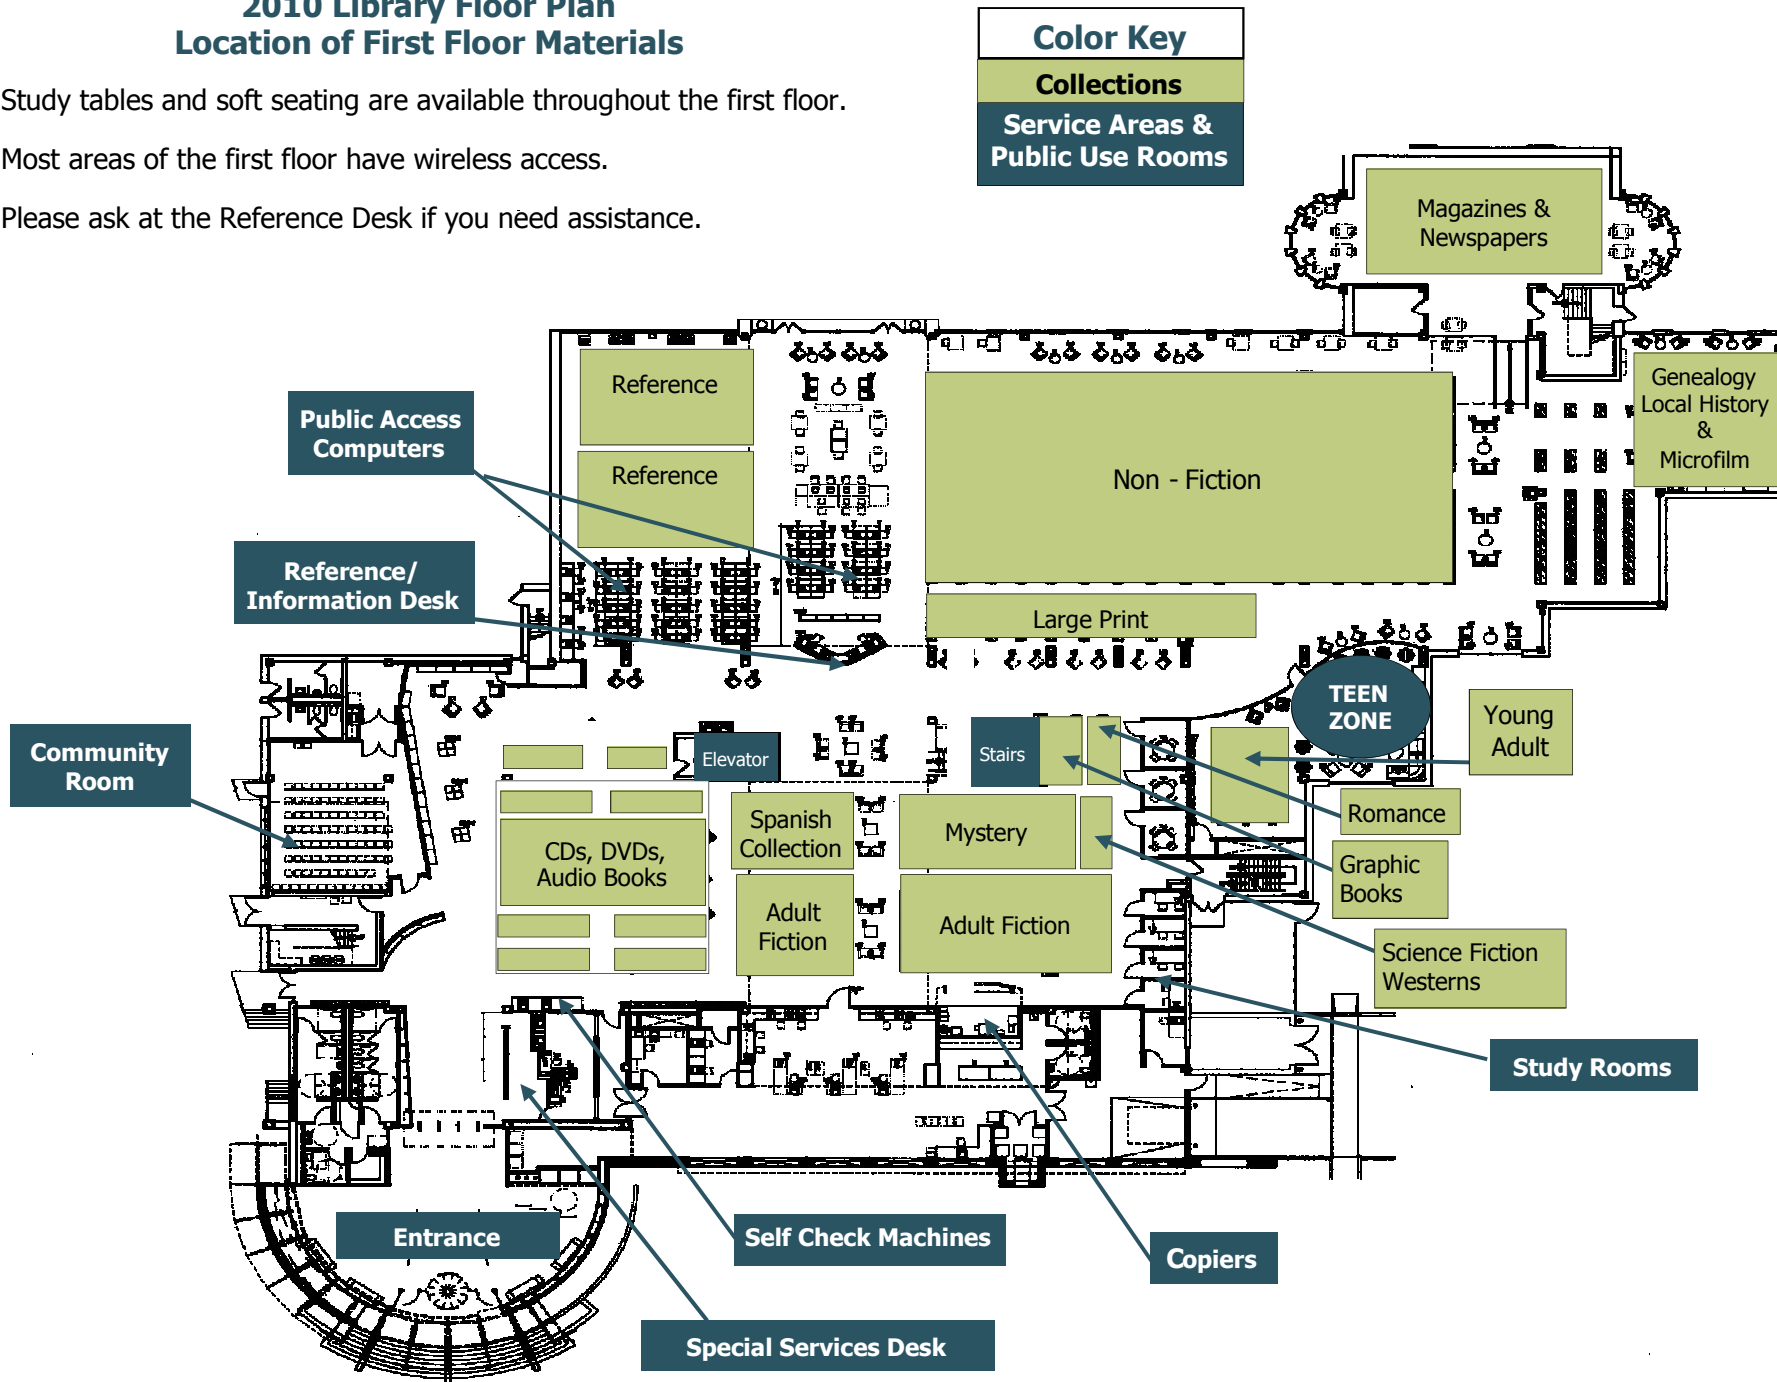 2010 Library Floor Plan
Location of First Floor Materials
Study tables and soft seating are available throughout the first floor.
Most areas of the first floor have wireless access.
Please ask at the Reference Desk if you need assistance.
Color Key
Collections
Service Areas &
Public Use Rooms
Magazines &
Newspapers
Reference
Genealogy
Local History
&
Microfilm
Public Access
Computers
Reference
Non - Fiction
Reference/
Information Desk
Large Print
TEEN
ZONE
Young
Adult
Community
Room
Elevator
Stairs
Romance
Spanish
Collection
Mystery
CDs, DVDs,
Audio Books
Graphic
Books
Adult
Fiction
Adult Fiction
Science Fiction
Westerns
Study Rooms
Entrance
Self Check Machines
Copiers
Special Services Desk